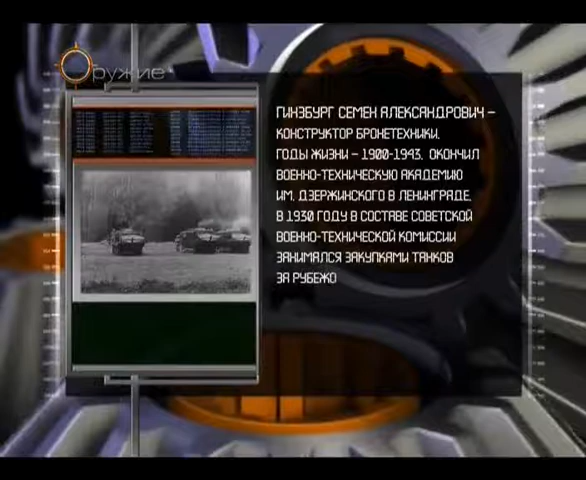 Оружие
ГИНЗБУРГ СЕМЕН АЛЕКСАНДРОВИЧ –
КОНСТРУКТОР БРОНЕТЕХНИКИ.
ГОДЫ ЖИЗНИ – 1900-1943. ОКОНЧИЛ
ВОЕННО-ТЕХНИЧЕСКУЮ АКАДЕМИЮ
ИМ. ДЗЕРЖИНСКОГО В ЛЕНИНГРАДЕ.
В 1930 ГОДУ В СОСТАВЕ СОВЕТСКОЙ
ВОЕННО-ТЕХНИЧЕСКОЙ КОМИССИИ
ЗАНИМАЛСЯ ЗАКУПКАМИ ТАНКОВ
ЗА РУБЕЖО